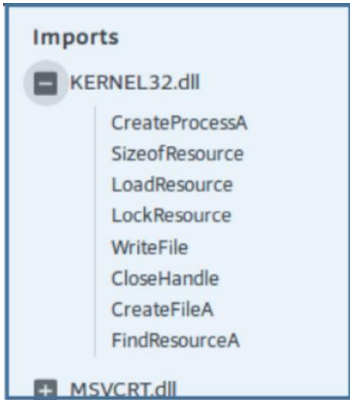 Imports
KERNEL32.dll
CreateProcessA
SizeofResource
LoadResource
LockResource
WriteFile
CloseHandle
CreateFileA
FindResourceA
MSVCRT.dll